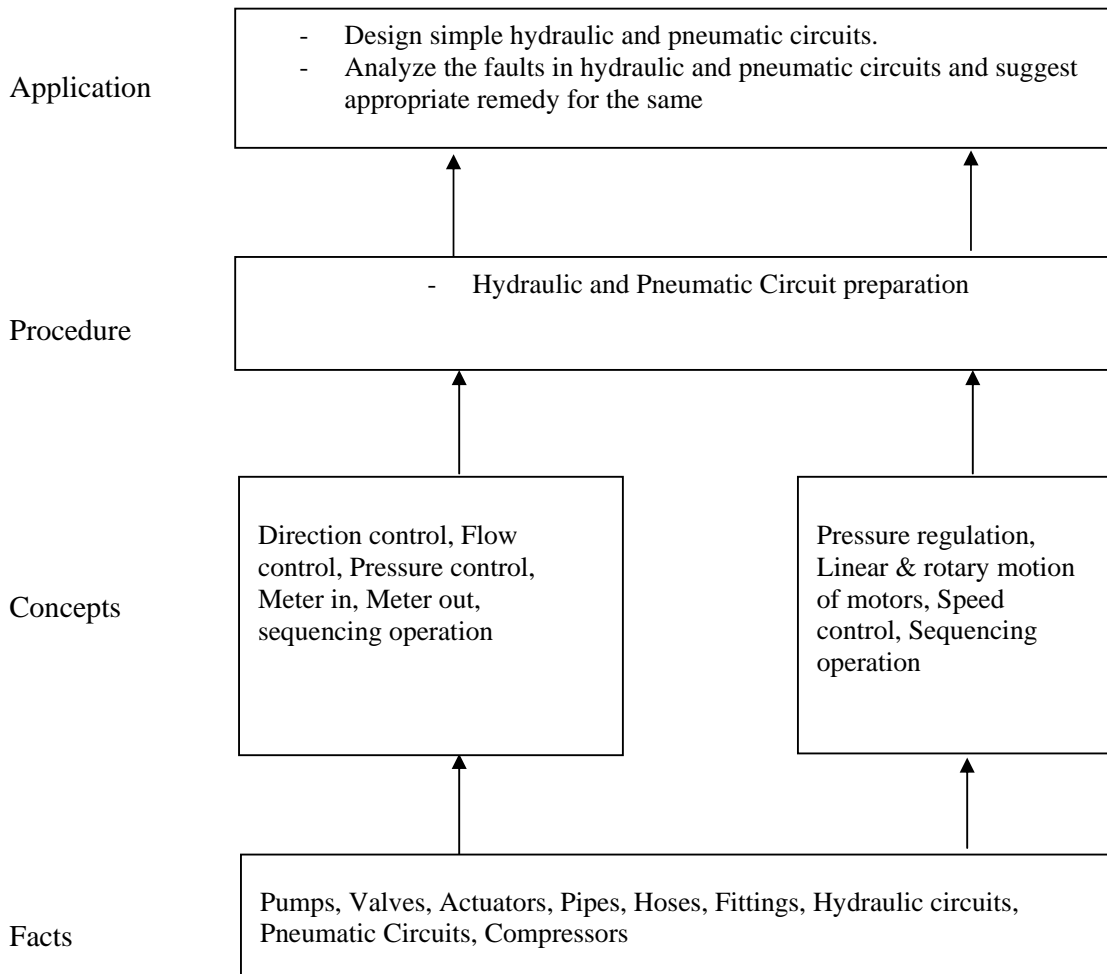 Application
- Design simple hydraulic and pneumatic circuits.
- Analyze the faults in hydraulic and pneumatic circuits and suggest
appropriate remedy for the same
Procedure
- Hydraulic and Pneumatic Circuit preparation
Concepts
Direction control, Flow
control, Pressure control,
Meter in, Meter out,
sequencing operation
Pressure regulation,
Linear & rotary motion
of motors, Speed
control, Sequencing
operation
Facts
Pumps, Valves, Actuators, Pipes, Hoses, Fittings, Hydraulic circuits,
Pneumatic Circuits, Compressors